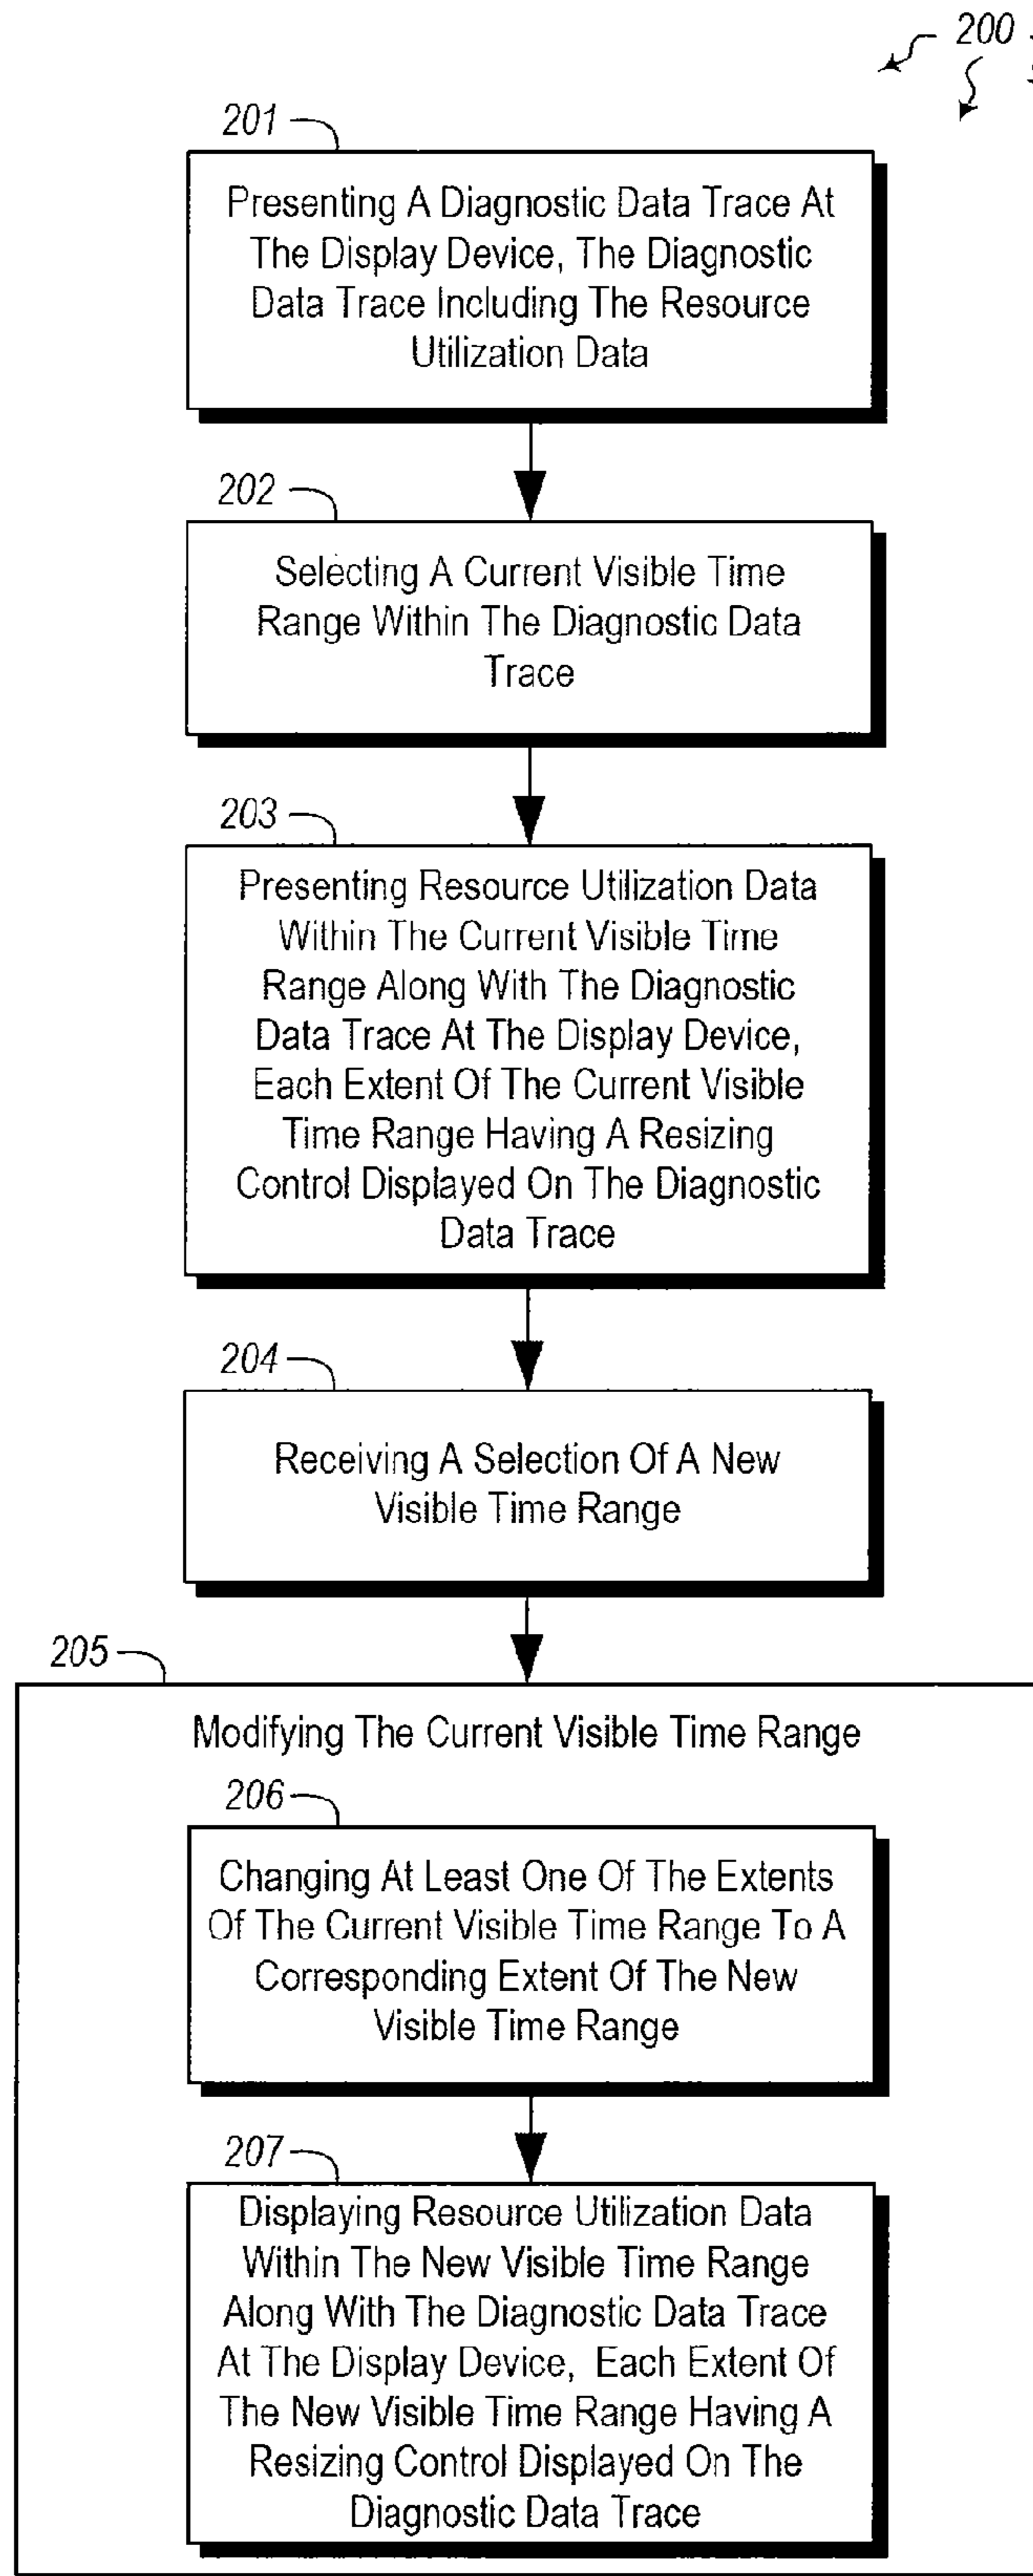 200
201
Presenting A Diagnostic Data Trace At
The Display Device, The Diagnostic
Data Trace Including The Resource
Utilization Data
202
Selecting A Current Visible Time
Range Within The Diagnostic Data
Trace
203
Presenting Resource Utilization Data
Within The Current Visible Time
Range Along With The Diagnostic
Data Trace At The Display Device,
Each Extent Of The Current Visible
Time Range Having A Resizing
Control Displayed On The Diagnostic
Data Trace
204
Receiving A Selection Of A New
Visible Time Range
205
Modifying The Current Visible Time Range
206
Changing At Least One Of The Extents
Of The Current Visible Time Range To A
Corresponding Extent Of The New
Visible Time Range
207
Displaying Resource Utilization Data
Within The New Visible Time Range
Along With The Diagnostic Data Trace
At The Display Device, Each Extent Of
The New Visible Time Range Having A
Resizing Control Displayed On The
Diagnostic Data Trace